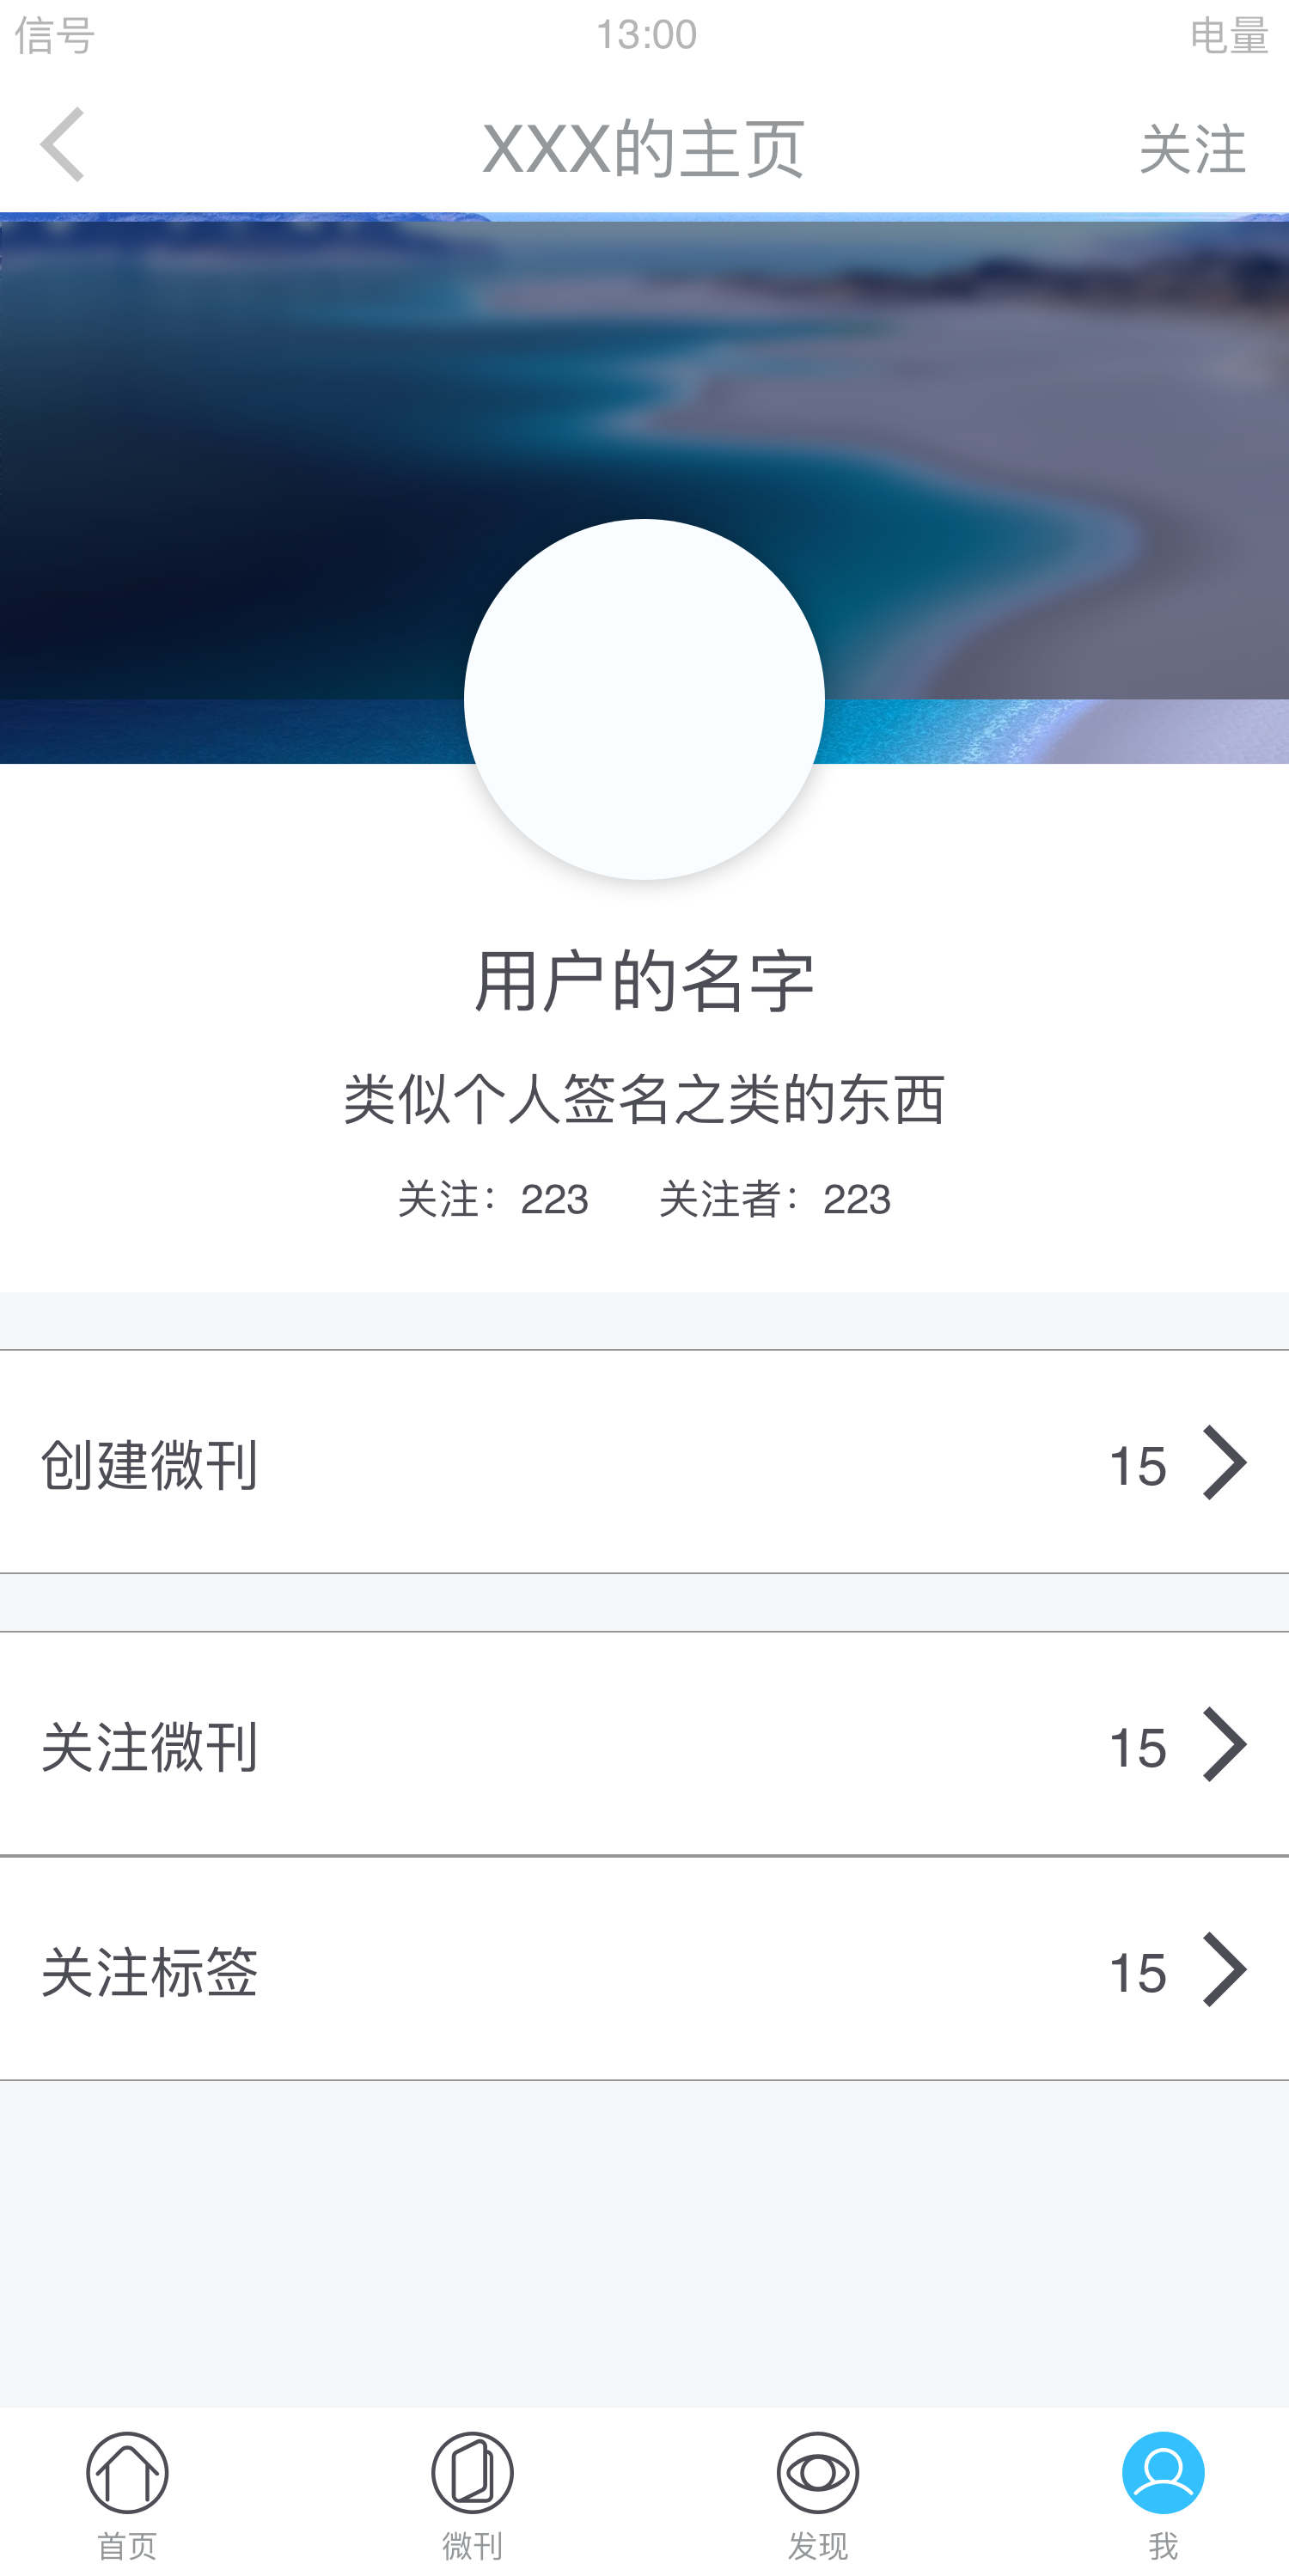 信号 13:00 电量
XXX的主页 关注
用户的名字
类似个人签名之类的东西
关注：223 关注者：223
创建微刊 15
关注微刊 15
关注标签 15
首页 微刊 发现 我